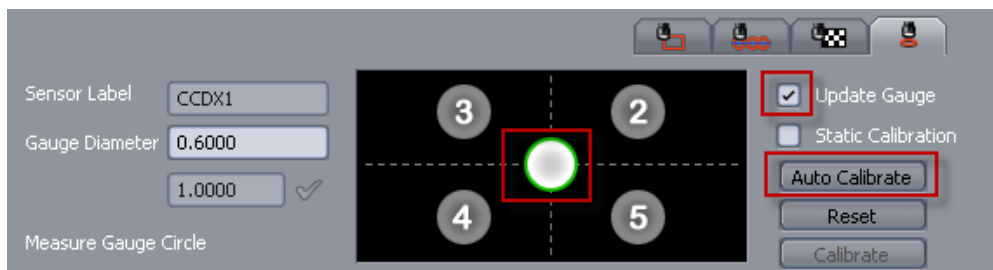 Sensor Label CCDX1
Gauge Diameter 0.6000
1.0000
Measure Gauge Circle
3 2
4 5
Update Gauge
Static Calibration
Auto Calibrate
Reset
Calibrate